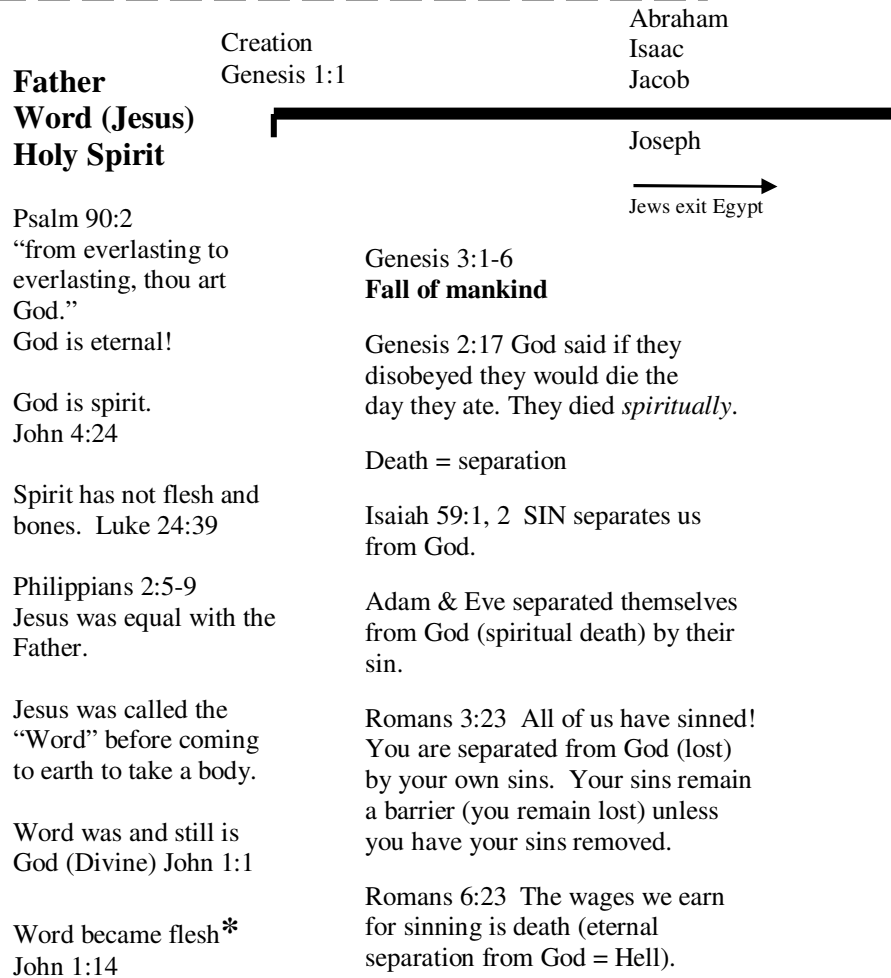 Creation
Genesis 1:1
Abraham
Isaac
Jacob
Father
Word (Jesus)
Holy Spirit
Joseph
Jews exit Egypt
Psalm 90:2
“from everlasting to
everlasting, thou art
God.”
God is eternal!
God is spirit.
John 4:24
Spirit has not flesh and
bones.  Luke 24:39
Philippians 2:5-9
Jesus was equal with the
Father.
Jesus was called the
“Word” before coming
to earth to take a body.
Word was and still is
God (Divine) John 1:1
Word became flesh*
John 1:14
Genesis 3:1-6
Fall of mankind
Genesis 2:17 God said if they
disobeyed they would die the
day they ate. They died spiritually.
Death = separation
Isaiah 59:1, 2  SIN separates us
from God.
Adam & Eve separated themselves
from God (spiritual death) by their
sin.
Romans 3:23  All of us have sinned!
You are separated from God (lost)
by your own sins.  Your sins remain
a barrier (you remain lost) unless
you have your sins removed.
Romans 6:23  The wages we earn
for sinning is death (eternal
separation from God = Hell).